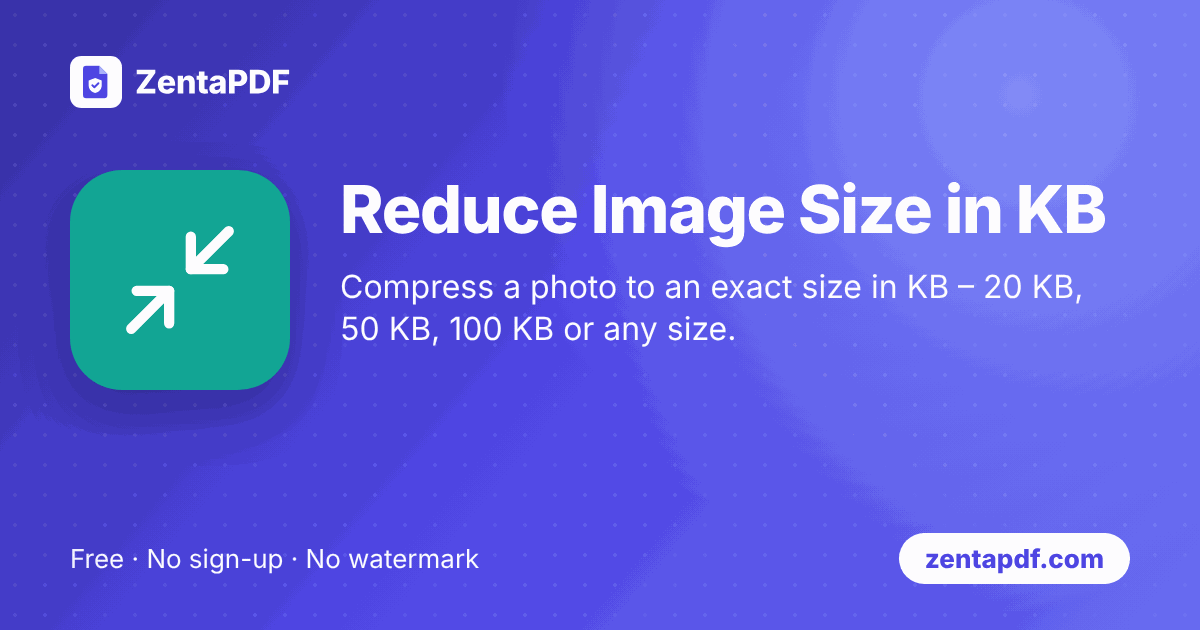 ZentaPDF
Reduce Image Size in KB
Compress a photo to an exact size in KB – 20 KB,
50 KB, 100 KB or any size.
Free · No sign-up · No watermark
zentapdf.com